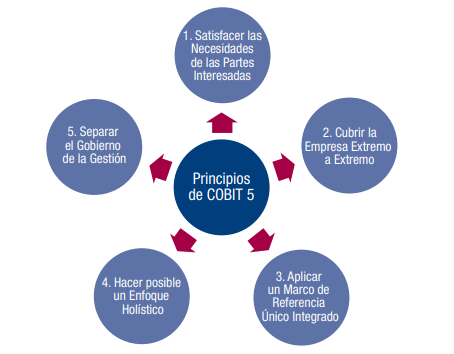 1. Satisfacer las
Necesidades
de las Partes
Interesadas
2. Cubrir la
Empresa Extremo
a Extremo
3. Aplicar
un Marco de
Referencia
Único Integrado
4. Hacer posible
un Enfoque
Holístico
5. Separar
el Gobierno
de la Gestión
Principios
de COBIT 5